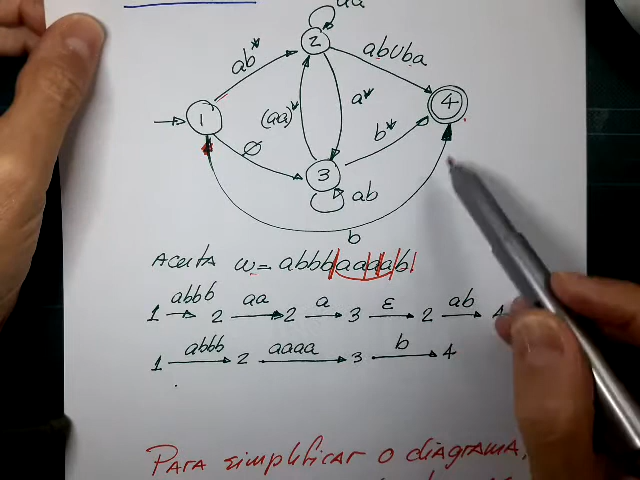 aa
2
ab*
abUba
1
(aa)*
a*
4
∅
b*
3
ab
b
ACEITA w= abbbaaaab
1 abbb→ 2 aa→ 2 a→ 3 ε→ 2 ab→ 4
1 abbb→ 2 aaaa→ 3 b→ 4
PARA simplificar o diagrama,